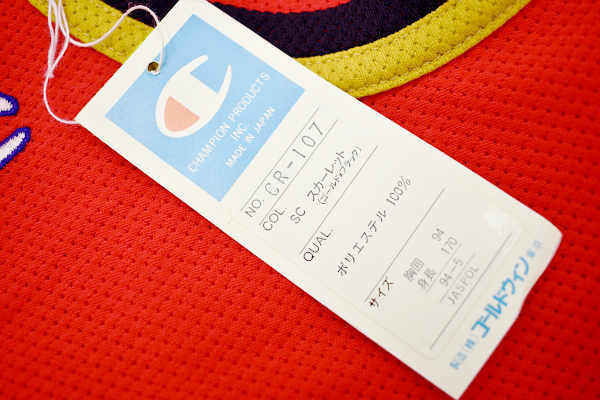 CHAMPION PRODUCTS
INC.
MADE IN JAPAN
NO. CR-107
COL.
SC スカーレット
(ゴールド×ブラック)
QUAL.
ポリエステル 100%
サイズ
胸囲 94
身長 170
94-5
JASPOL
製造(株)ゴールドウイン東京